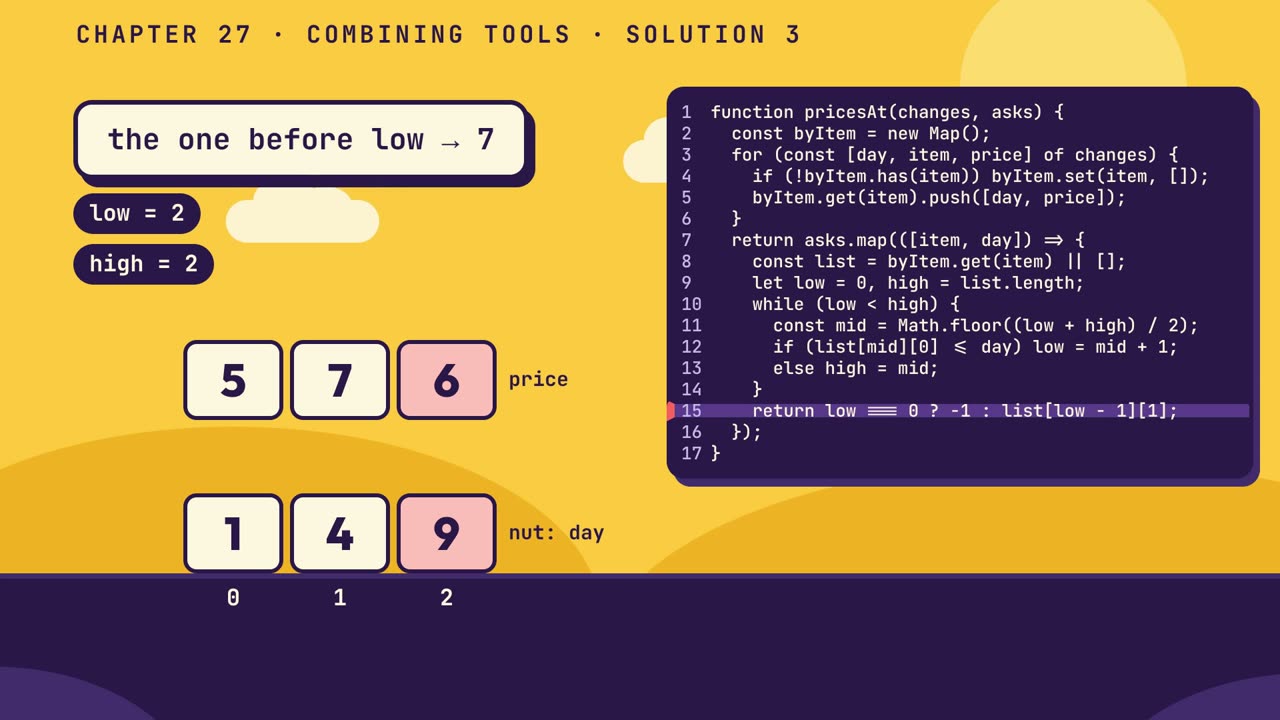 CHAPTER 27 · COMBINING TOOLS · SOLUTION 3
the one before low → 7
low = 2
high = 2
5 7 6 price
1 4 9 nut: day
0 1 2
1 function pricesAt(changes, asks) {
2   const byItem = new Map();
3   for (const [day, item, price] of changes) {
4     if (!byItem.has(item)) byItem.set(item, []);
5     byItem.get(item).push([day, price]);
6   }
7   return asks.map(([item, day]) => {
8     const list = byItem.get(item) || [];
9     let low = 0, high = list.length;
10     while (low < high) {
11       const mid = Math.floor((low + high) / 2);
12       if (list[mid][0] <= day) low = mid + 1;
13       else high = mid;
14     }
15     return low === 0 ? -1 : list[low - 1][1];
16   });
17 }